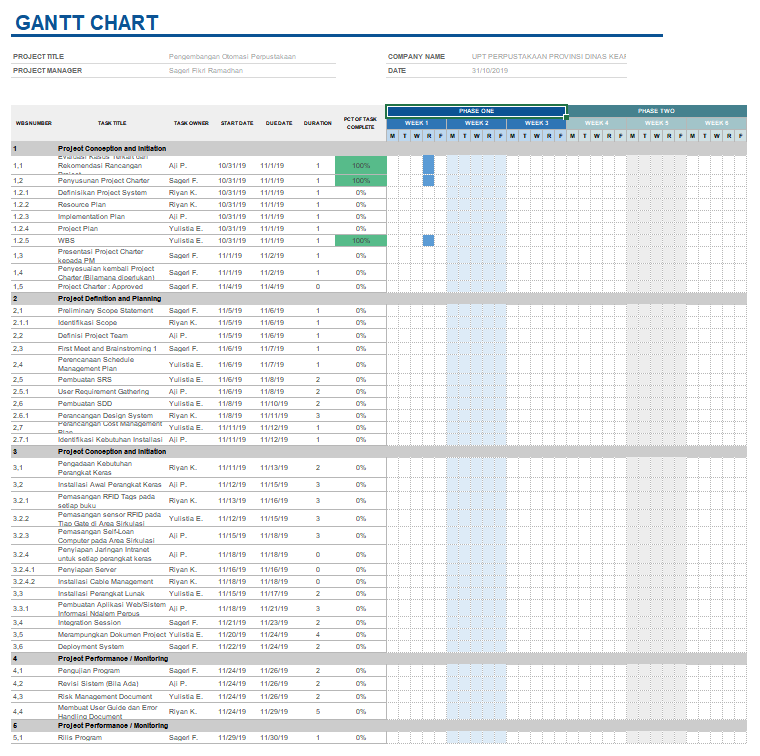 GANTT CHART
PROJECT TITLE Pengembangan Otomasi Perpustakaan COMPANY NAME UPT PERPUSTAKAAN PROVINSI DINAS KEAR
PROJECT MANAGER Sageri Fikri Ramadhan DATE 31/10/2019
PHASE ONE PHASE TWO
WBS NUMBER TASK TITLE TASK OWNER START DATE DUE DATE DURATION PCT OF TASK COMPLETE WEEK 1 WEEK 2 WEEK 3 WEEK 4 WEEK 5 WEEK 6
M T W R F M T W R F M T W R F M T W R F M T W R F M T W R F
1 Project Conception and Initiation
Evaluasi Kasus Terkait dan
1,1 Rekomendasi Rancangan Aji P. 10/31/19 11/1/19 1 100%
Project
1,2 Penyusunan Project Charter Sageri F. 10/31/19 11/1/19 1 100%
1.2.1 Definisikan Project System Riyan K. 10/31/19 11/1/19 1 0%
1.2.2 Resource Plan Riyan K. 10/31/19 11/1/19 1 0%
1.2.3 Implementation Plan Aji P. 10/31/19 11/1/19 1 0%
1.2.4 Project Plan Yulistia E. 10/31/19 11/1/19 1 0%
1.2.5 WBS Yulistia E. 10/31/19 11/1/19 1 100%
1,3 Presentasi Project Charter kepada PM Sageri F. 11/1/19 11/2/19 1 0%
1,4 Penyesuaian kembali Project Charter (Bilamana diperlukan) Sageri F. 11/1/19 11/2/19 1 0%
1,5 Project Charter : Approved Sageri F. 11/4/19 11/4/19 0 0%
2 Project Definition and Planning
2,1 Preliminary Scope Statement Sageri F. 11/5/19 11/6/19 1 0%
2.1.1 Identifikasi Scope Riyan K. 11/5/19 11/6/19 1 0%
2,2 Definisi Project Team Aji P. 11/5/19 11/6/19 1 0%
2,3 First Meet and Brainstroming 1 Sageri F. 11/6/19 11/7/19 1 0%
2,4 Perencanaan Schedule Management Plan Yulistia E. 11/6/19 11/7/19 1 0%
2,5 Pembuatan SRS Yulistia E. 11/6/19 11/8/19 2 0%
2.5.1 User Requirement Gathering Aji P. 11/6/19 11/8/19 2 0%
2,6 Pembuatan SDD Yulistia E. 11/8/19 11/10/19 2 0%
2.6.1 Perancangan Design System Riyan K. 11/8/19 11/11/19 3 0%
2,7 Perancangan Cost Management Plan Yulistia E. 11/11/19 11/12/19 1 0%
2.7.1 Identifikasi Kebutuhan Installasi Aji P. 11/11/19 11/12/19 1 0%
3 Project Conception and Initiation
3,1 Pengadaan Kebutuhan Perangkat Keras Riyan K. 11/11/19 11/13/19 2 0%
3,2 Installasi Awal Perangkat Keras Aji P. 11/12/19 11/15/19 3 0%
3.2.1 Pemasangan RFID Tags pada setiap buku Riyan K. 11/13/19 11/16/19 3 0%
3.2.2 Pemasangan sensor RFID pada Tiap Gate di Area Sirkulasi Yulistia E. 11/12/19 11/15/19 3 0%
3.2.3 Pemasangan Self-Loan Computer pada Area Sirkulasi Aji P. 11/15/19 11/18/19 3 0%
3.2.4 Penyiapan Jaringan Intranet untuk setiap perangkat keras Aji P. 11/18/19 11/18/19 0 0%
3.2.4.1 Penyiapan Server Riyan K. 11/16/19 11/16/19 0 0%
3.2.4.2 Installasi Cable Management Riyan K. 11/18/19 11/18/19 0 0%
3,3 Installasi Perangkat Lunak Yulistia E. 11/15/19 11/17/19 2 0%
3.3.1 Pembuatan Aplikasi Web/Sistem Informasi Ndalem Perpus Aji P. 11/18/19 11/21/19 3 0%
3,4 Integration Session Sageri F. 11/21/19 11/23/19 2 0%
3,5 Merampungkan Dokumen Project Yulistia E. 11/20/19 11/24/19 4 0%
3,6 Deployment System Sageri F. 11/22/19 11/24/19 2 0%
4 Project Performance / Monitoring
4,1 Pengujian Program Sageri F. 11/24/19 11/26/19 2 0%
4,2 Revisi Sistem (Bila Ada) Aji P. 11/24/19 11/26/19 2 0%
4,3 Risk Management Document Yulistia E. 11/24/19 11/26/19 2 0%
4,4 Membuat User Guide dan Error Handling Document Riyan K. 11/24/19 11/29/19 5 0%
5 Project Performance / Monitoring
5,1 Rilis Program Sageri F. 11/29/19 11/30/19 1 0%